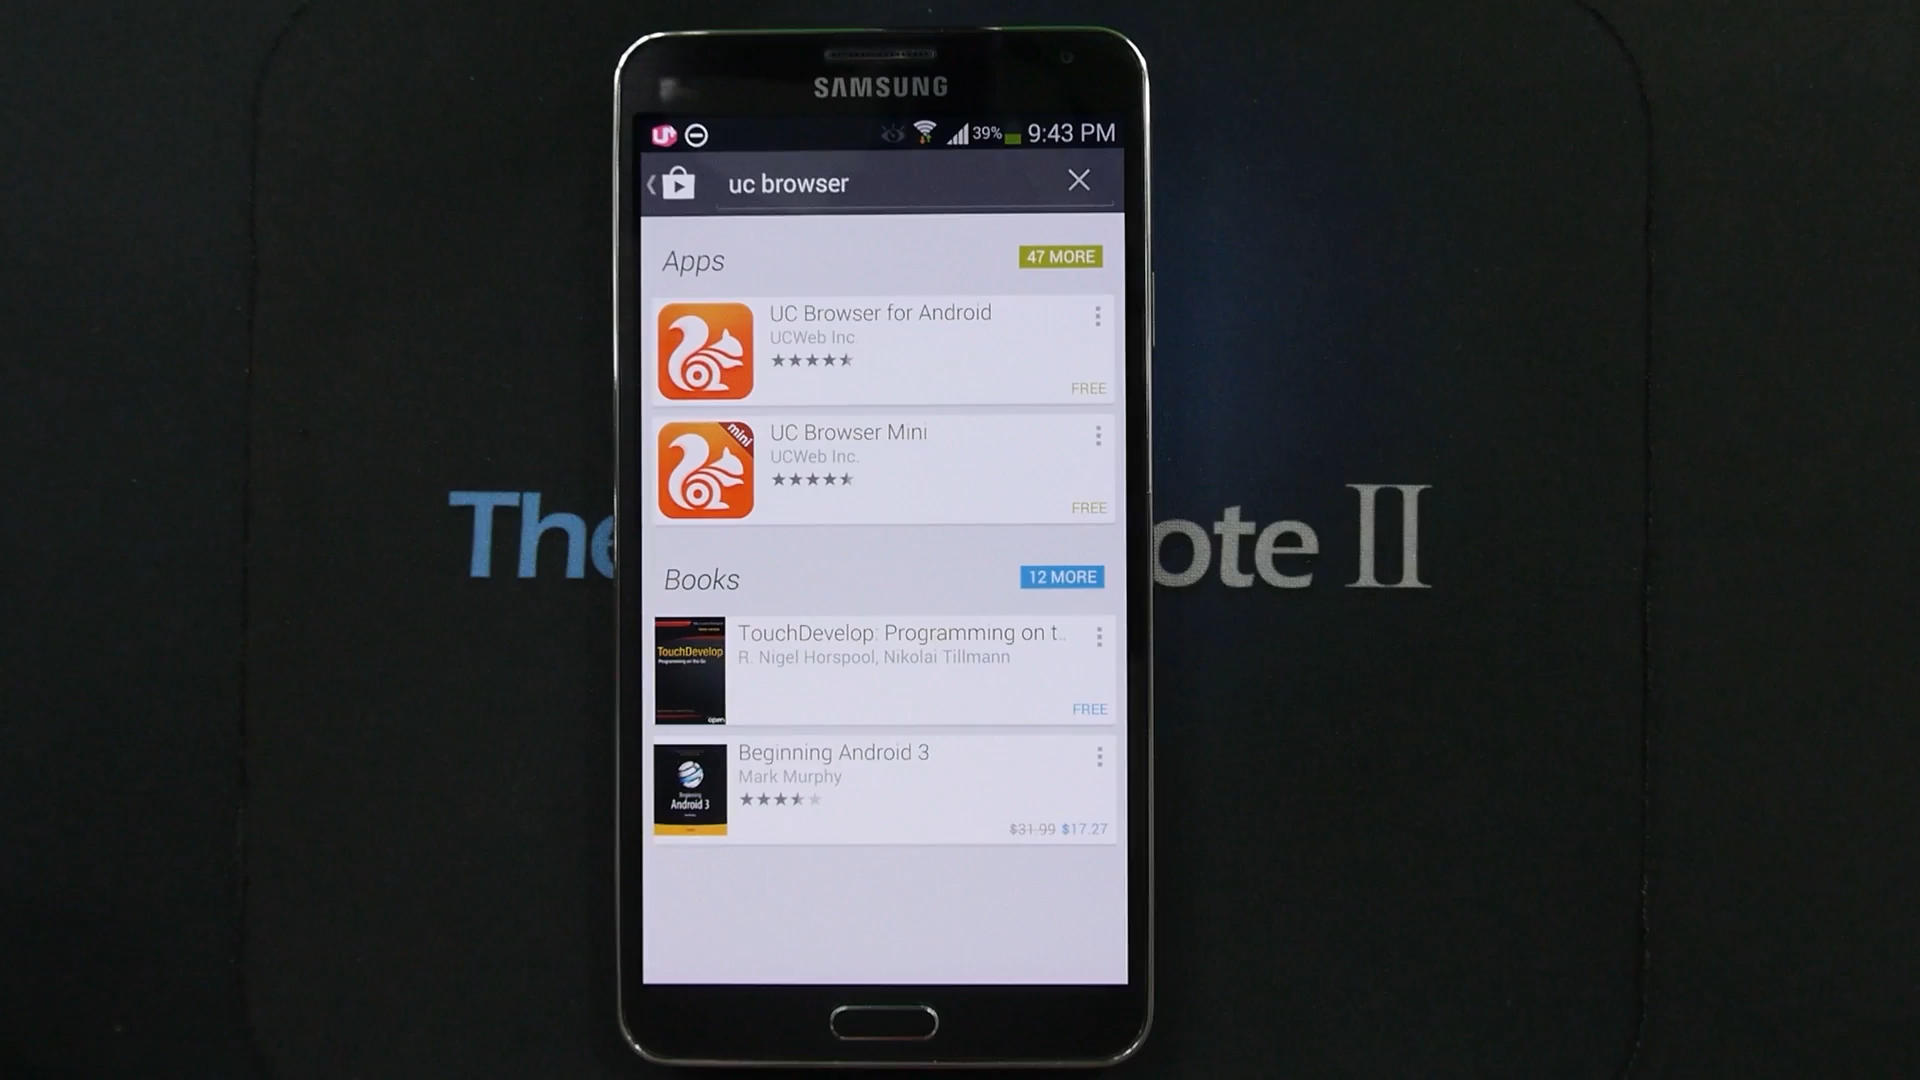 SAMSUNG
U+
39% 9:43 PM
uc browser
Apps
47 MORE
UC Browser for Android
UCWeb Inc.
FREE
mini
UC Browser Mini
UCWeb Inc.
FREE
The
ote II
Books
12 MORE
TouchDevelop
Programming on the Go
TouchDevelop: Programming on t..
R. Nigel Horspool, Nikolai Tillmann
FREE
Beginning
Android 3
Beginning Android 3
Mark Murphy
$31.99 $17.27